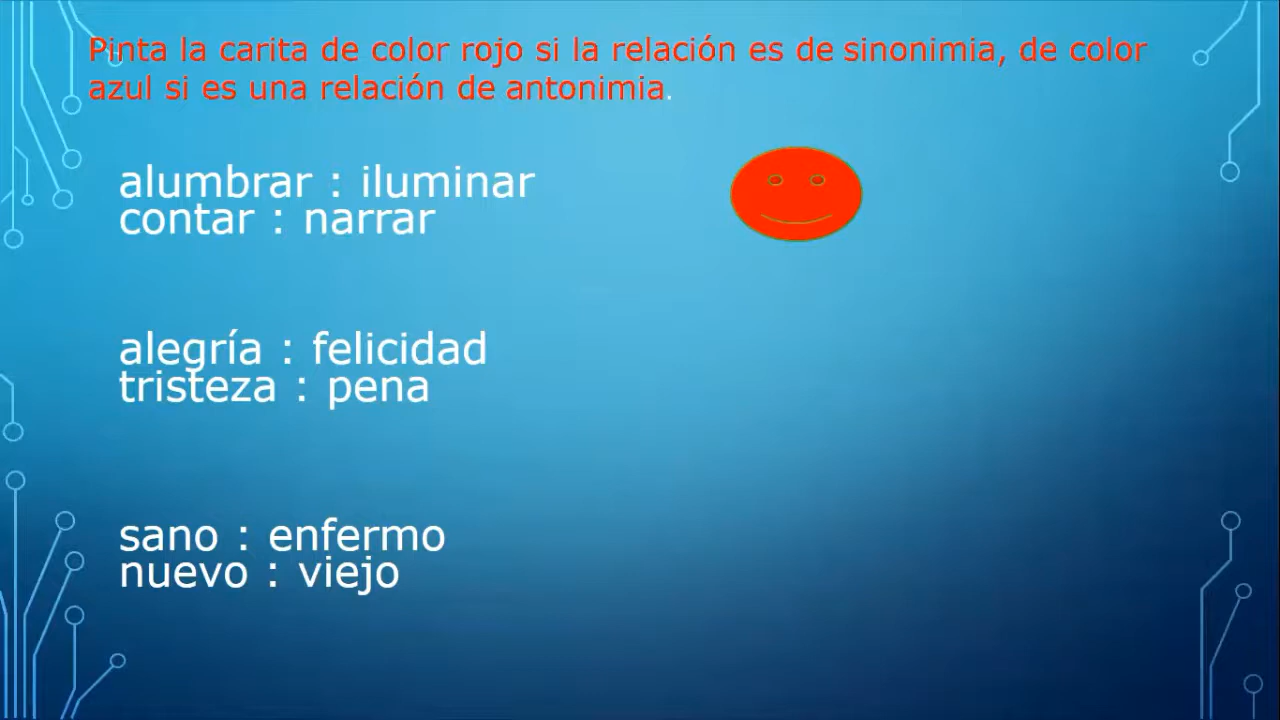 Pinta la carita de color rojo si la relación es de sinonimia, de color
azul si es una relación de antonimia.
alumbrar : iluminar
contar : narrar
alegría : felicidad
tristeza : pena
sano : enfermo
nuevo : viejo